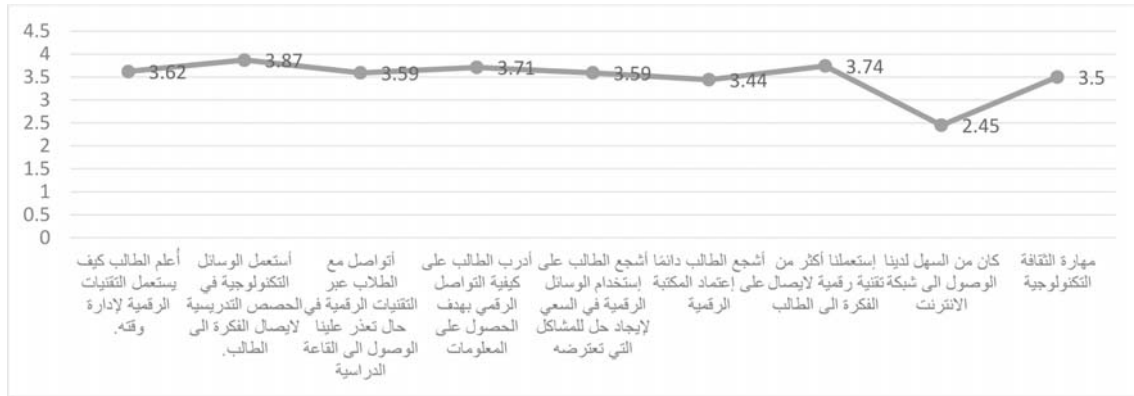 4.5
4
3.5
3
2.5
2
1.5
1
0.5
0
3.62
3.87
3.59
3.71
3.59
3.44
3.74
2.45
3.5
أعلم الطالب كيف
يستعمل التقنيات
الرقمية لإدارة
وقته.
أستعمل الوسائل
التكنولوجية في
الحصص التدريسية
لايصال الفكرة الى
الطالب.
أتواصل مع
الطلاب عبر
التقنيات الرقمية في
حال تعذر علينا
الوصول الى القاعة
الدراسية
أدرب الطالب على
كيفية التواصل
الرقمي بهدف
الحصول على
المعلومات
أشجع الطالب على
إستخدام الوسائل
الرقمية في السعي
لإيجاد حل للمشاكل
التي تعترضه
أشجع الطالب دائما
على إعتماد المكتبة
الرقمية
إستعملنا أكثر من
تقنية رقمية لايصال
الفكرة الى الطالب
كان من السهل لدينا
الوصول الى شبكة
الانترنت
مهارة الثقافة
التكنولوجية